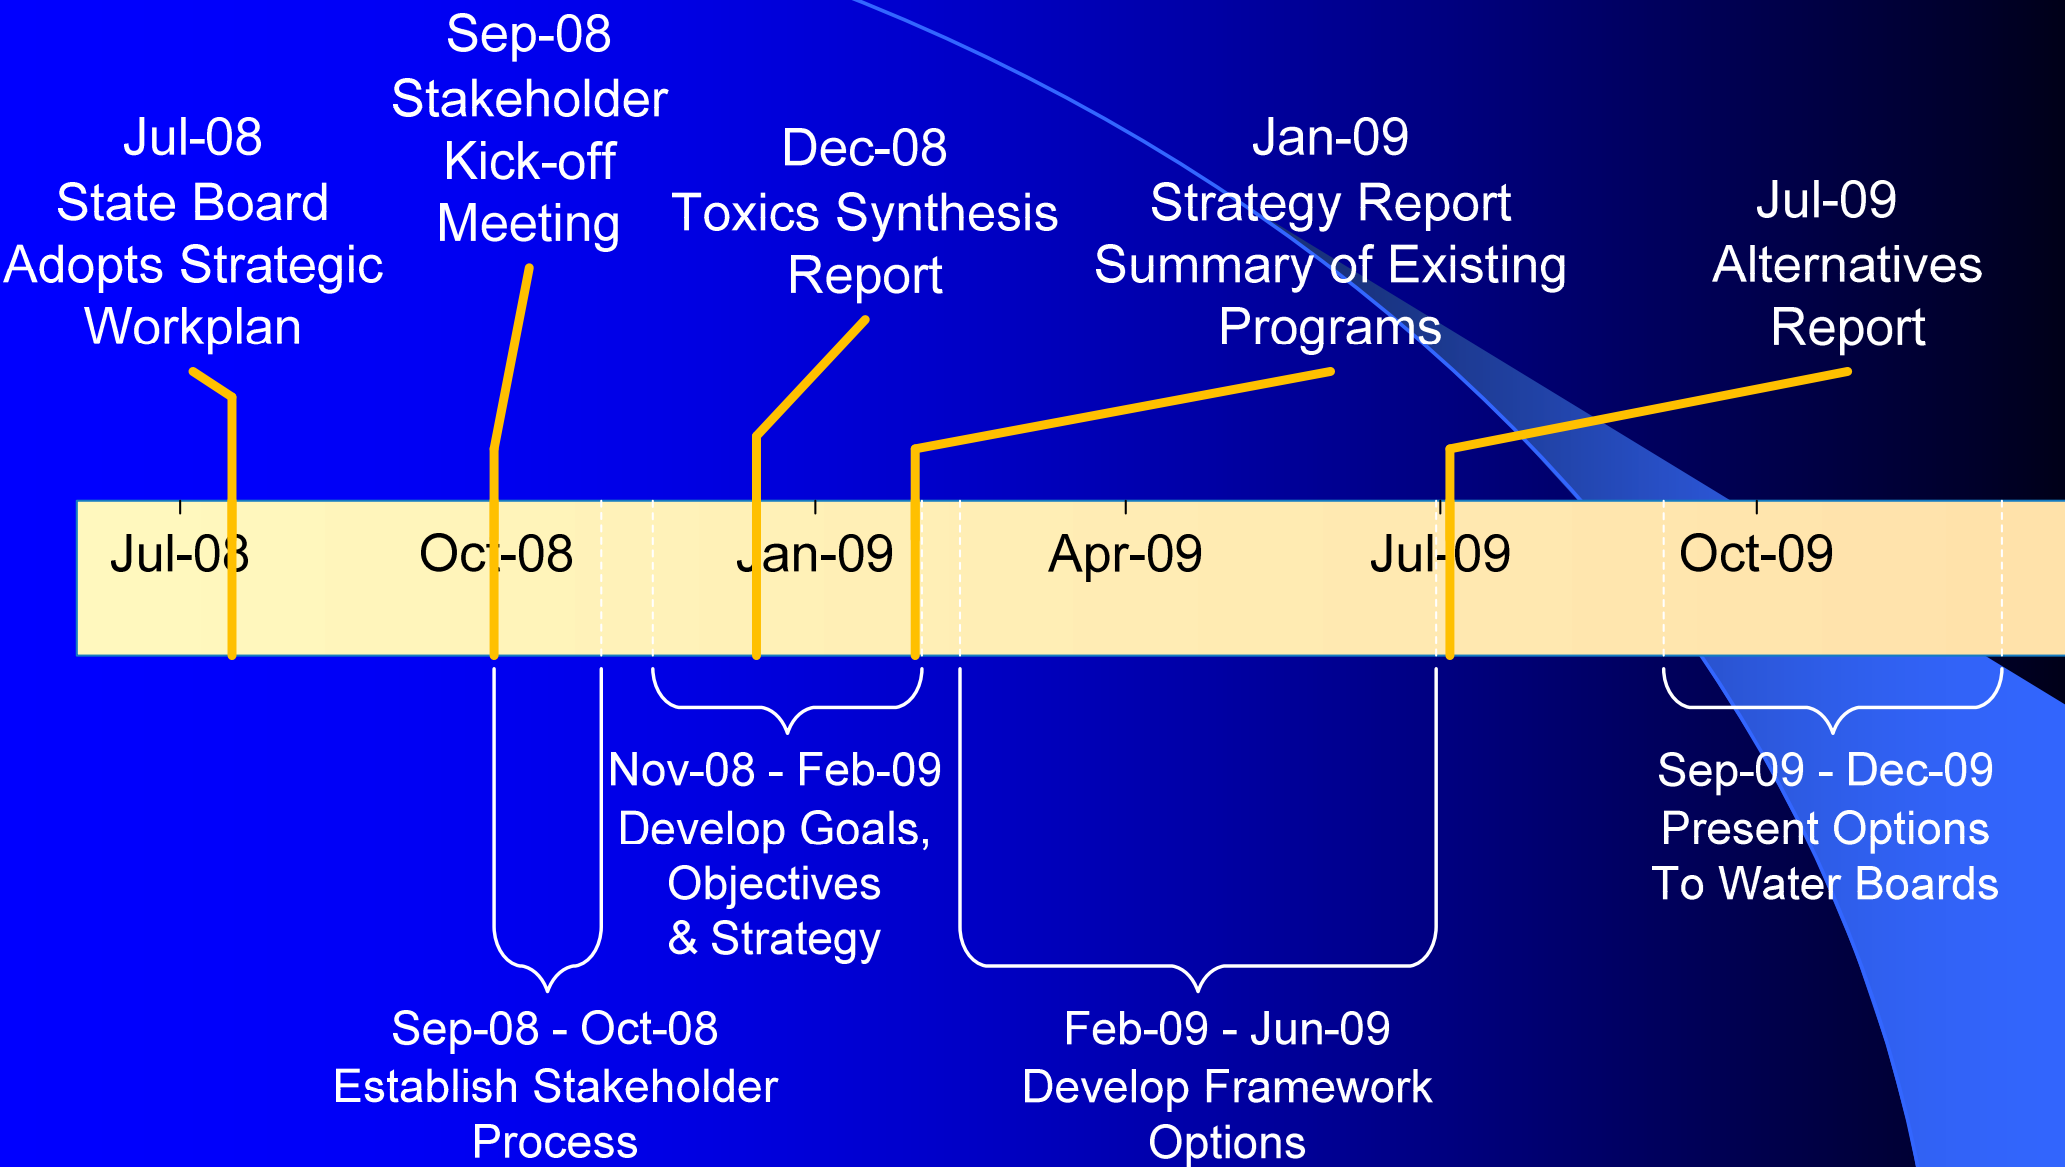 Jul-08
State Board
Adopts Strategic
Workplan
Sep-08
Stakeholder
Kick-off
Meeting
Dec-08
Toxics Synthesis
Report
Jan-09
Strategy Report
Summary of Existing
Programs
Jul-09
Alternatives
Report
Jul-08
Oct-08
Jan-09
Apr-09
Jul-09
Oct-09
Sep-08 - Oct-08
Establish Stakeholder
Process
Nov-08 - Feb-09
Develop Goals,
Objectives
& Strategy
Feb-09 - Jun-09
Develop Framework
Options
Sep-09 - Dec-09
Present Options
To Water Boards